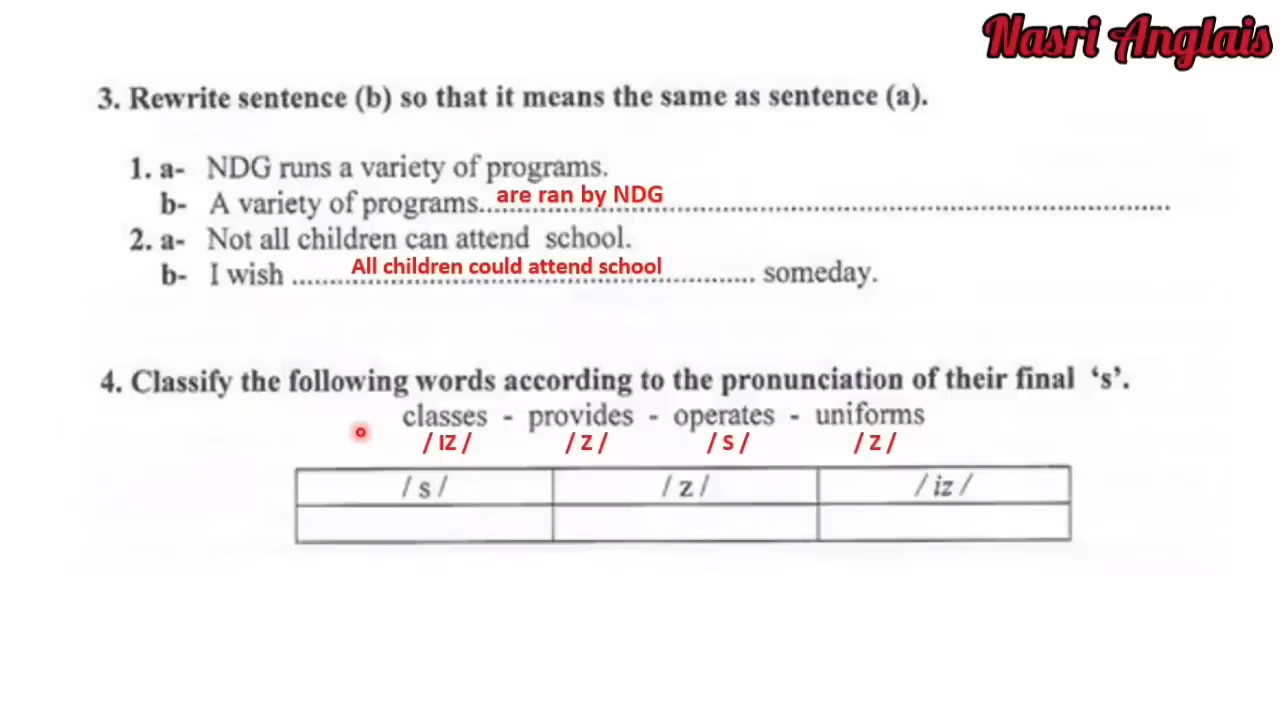 Nasri Anglais
3. Rewrite sentence (b) so that it means the same as sentence (a).
1. a- NDG runs a variety of programs.
b- A variety of programs..are ran by NDG..............................
2. a- Not all children can attend school.
b- I wish ...All children could attend school............ someday.
4. Classify the following words according to the pronunciation of their final ‘s’.
classes - provides - operates - uniforms
/ IZ / / Z / / S / / Z /
/ s / / z / / iz /